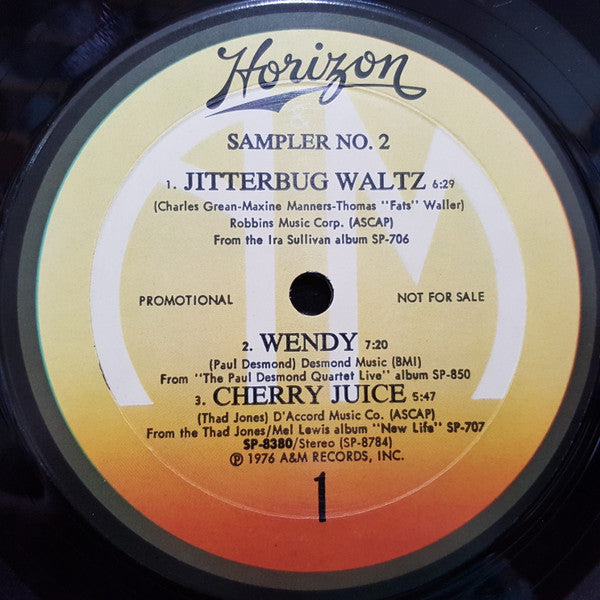 Horizon
SAMPLER NO. 2
1. JITTERBUG WALTZ 6:29
(Charles Grean-Maxine Manners-Thomas "Fats" Waller)
Robbins Music Corp. (ASCAP)
From the Ira Sullivan album SP-706
PROMOTIONAL
NOT FOR SALE
2. WENDY 7:20
(Paul Desmond) Desmond Music (BMI)
From "The Paul Desmond Quartet Live" album SP-850
3. CHERRY JUICE 5:47
(Thad Jones) D'Accord Music Co. (ASCAP)
From the Thad Jones/Mel Lewis album "New Life" SP-707
SP-8380/Stereo (SP-8784)
℗ 1976 A&M RECORDS, INC.
1
AM